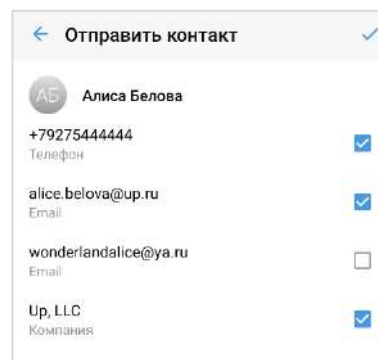 Отправить контакт
АБ
Алиса Белова
+79275444444
Телефон
alice.belova@up.ru
Email
wonderlandalice@ya.ru
Email
Up, LLC
Компания